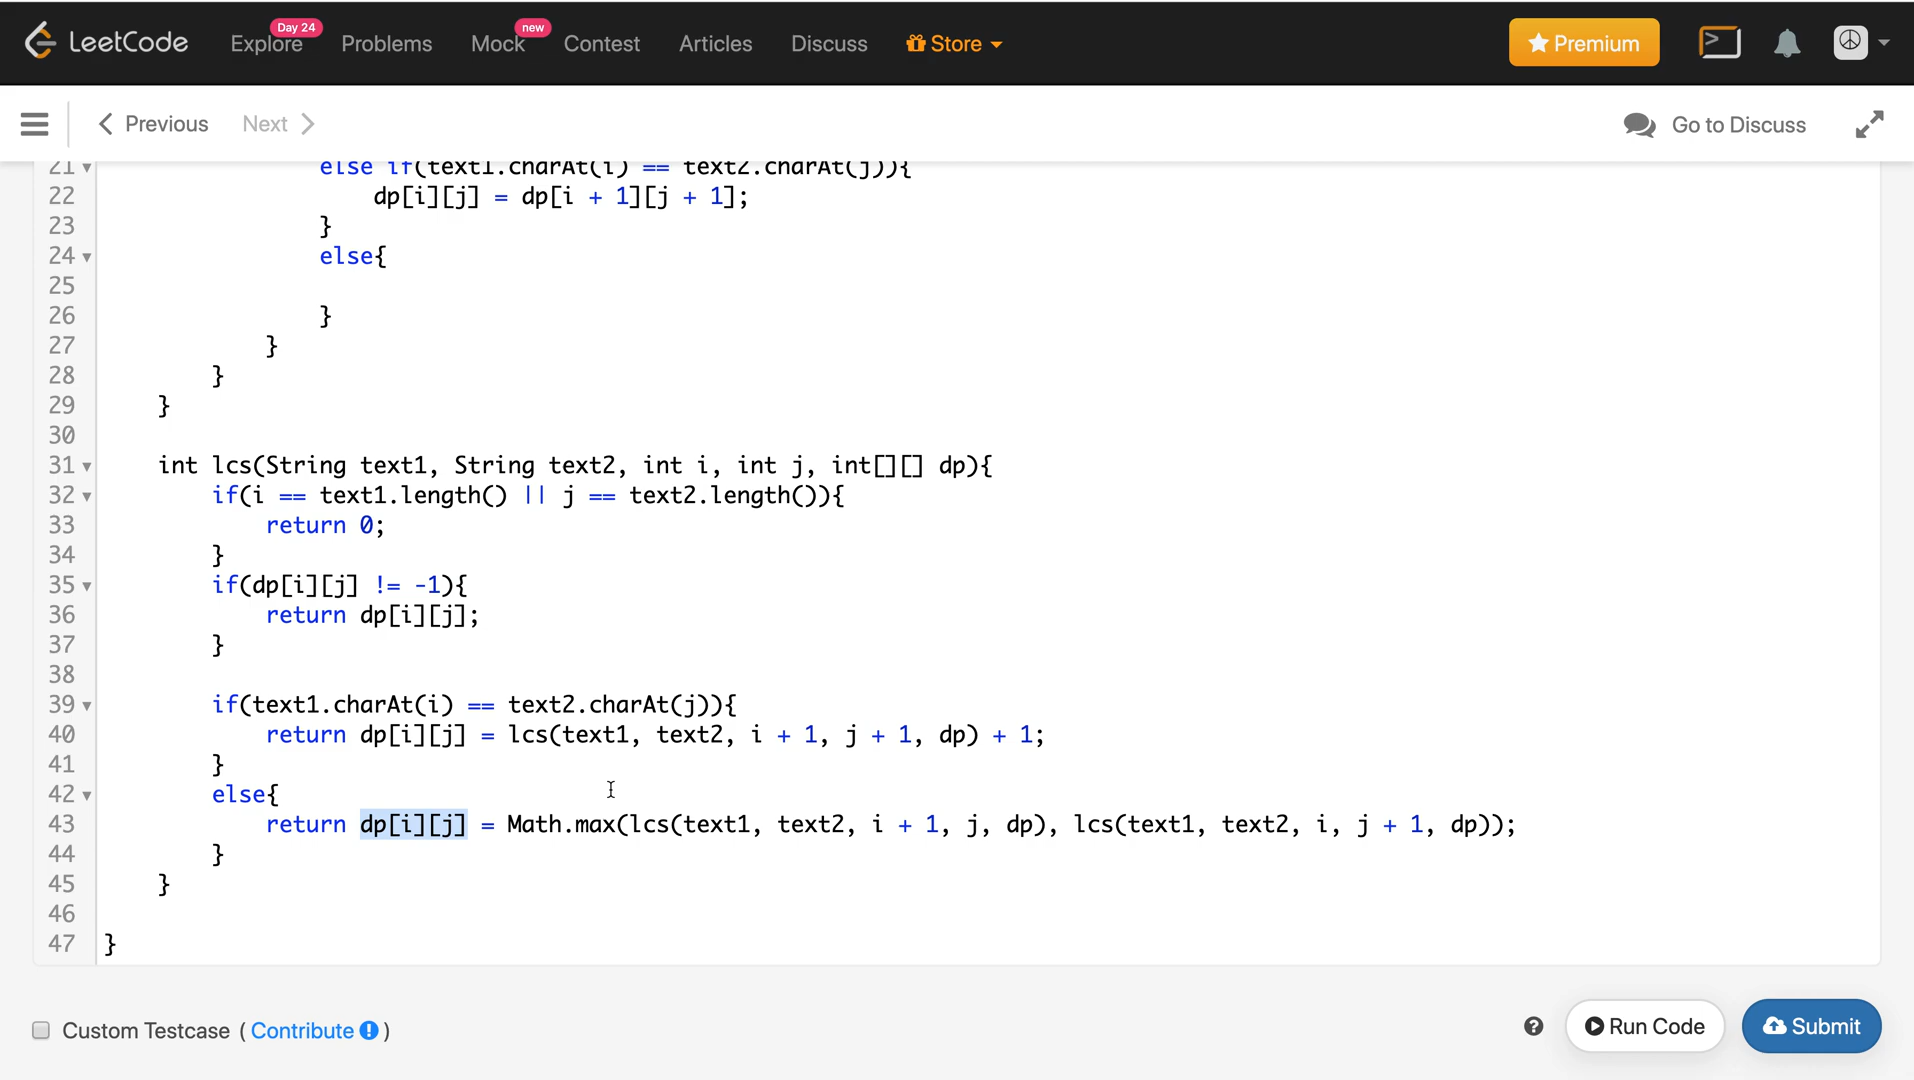 LeetCode Explore Day 24 Problems Mock new Contest Articles Discuss Store Premium
Previous Next Go to Discuss
21 else if(text1.charAt(i) == text2.charAt(j)){
22 dp[i][j] = dp[i + 1][j + 1];
23 }
24 else{
25
26 }
27 }
28 }
29 }
30
31 int lcs(String text1, String text2, int i, int j, int[][] dp){
32 if(i == text1.length() || j == text2.length()){
33 return 0;
34 }
35 if(dp[i][j] != -1){
36 return dp[i][j];
37 }
38
39 if(text1.charAt(i) == text2.charAt(j)){
40 return dp[i][j] = lcs(text1, text2, i + 1, j + 1, dp) + 1;
41 }
42 else{
43 return dp[i][j] = Math.max(lcs(text1, text2, i + 1, j, dp), lcs(text1, text2, i, j + 1, dp));
44 }
45 }
46
47 }
Custom Testcase ( Contribute ! ) ? Run Code Submit